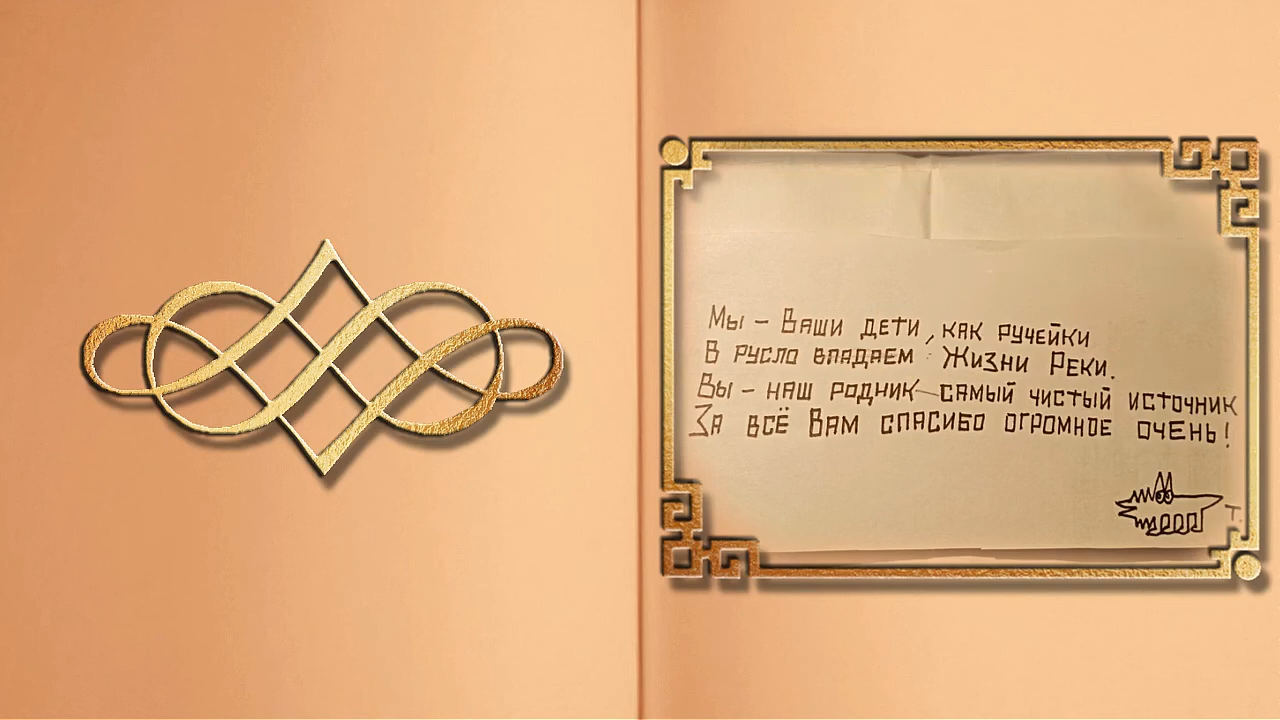 Мы – Ваши дети, как ручейки
В русло впадаем Жизни Реки.
Вы – наш родник – самый чистый источник
За всё Вам спасибо огромное очень!
Т.